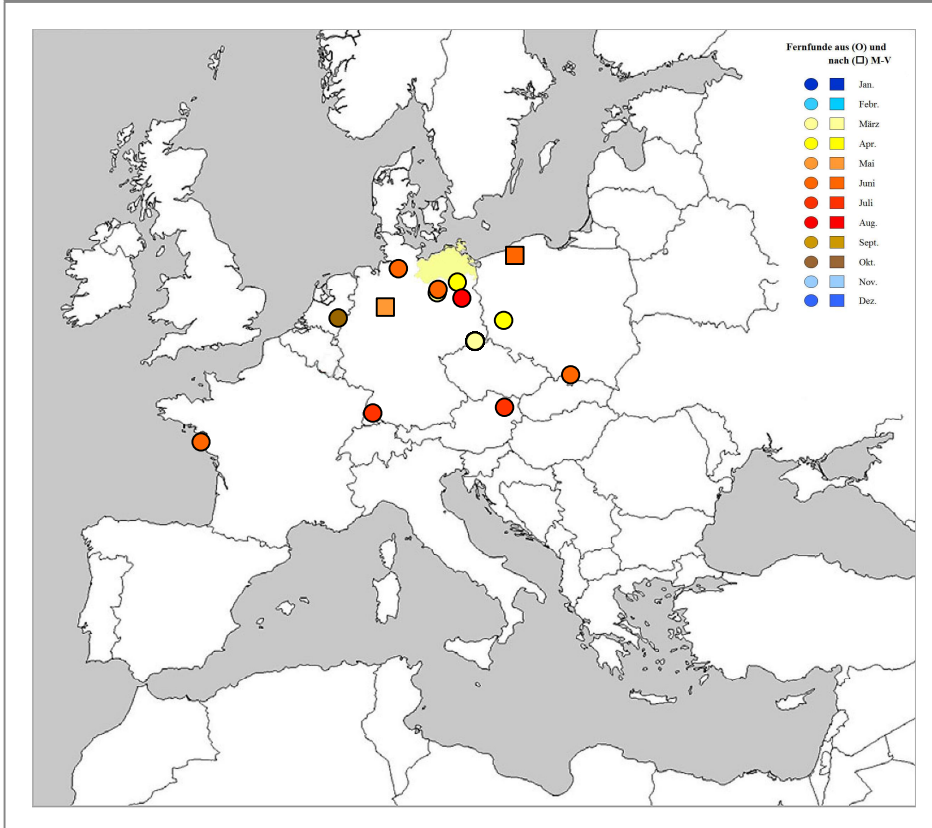 Fernfunde aus (O) und
nach (☐) M-V
Jan.
Febr.
März
Apr.
Mai
Juni
Juli
Aug.
Sept.
Okt.
Nov.
Dez.